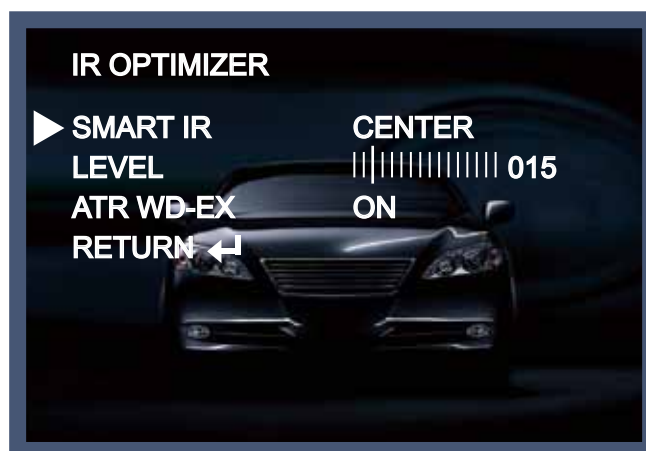 IR OPTIMIZER
SMART IR CENTER
LEVEL 015
ATR WD-EX ON
RETURN ↵